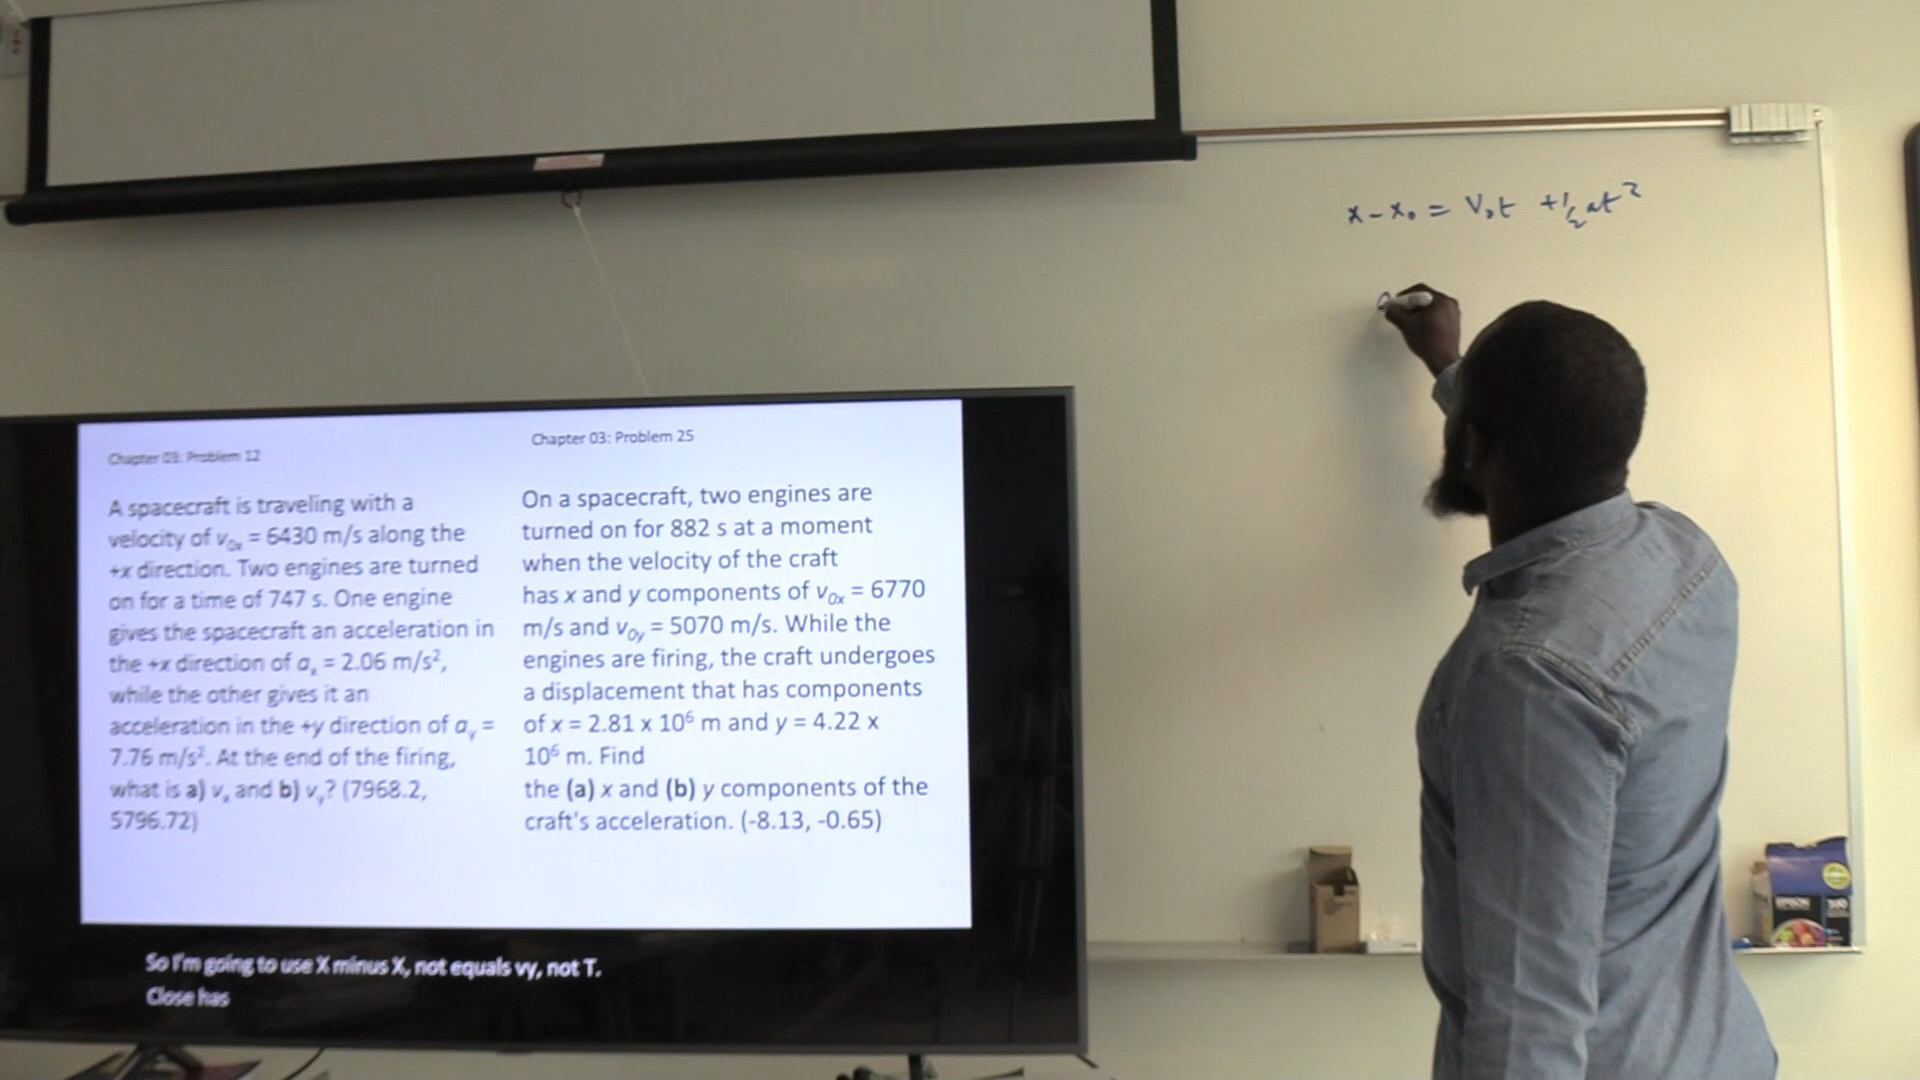 x - x₀ = V₀t + ½at²
Chapter 03: Problem 12
A spacecraft is traveling with a
velocity of v₀ₓ = 6430 m/s along the
+x direction. Two engines are turned
on for a time of 747 s. One engine
gives the spacecraft an acceleration in
the +x direction of aₓ = 2.06 m/s²,
while the other gives it an
acceleration in the +y direction of a_y =
7.76 m/s². At the end of the firing,
what is a) vₓ and b) v_y? (7968.2,
5796.72)
Chapter 03: Problem 25
On a spacecraft, two engines are
turned on for 882 s at a moment
when the velocity of the craft
has x and y components of v₀ₓ = 6770
m/s and v₀y = 5070 m/s. While the
engines are firing, the craft undergoes
a displacement that has components
of x = 2.81 x 10⁶ m and y = 4.22 x
10⁶ m. Find
the (a) x and (b) y components of the
craft's acceleration. (-8.13, -0.65)
So I'm going to use X minus X, not equals vy, not T.
Close has
EPSON